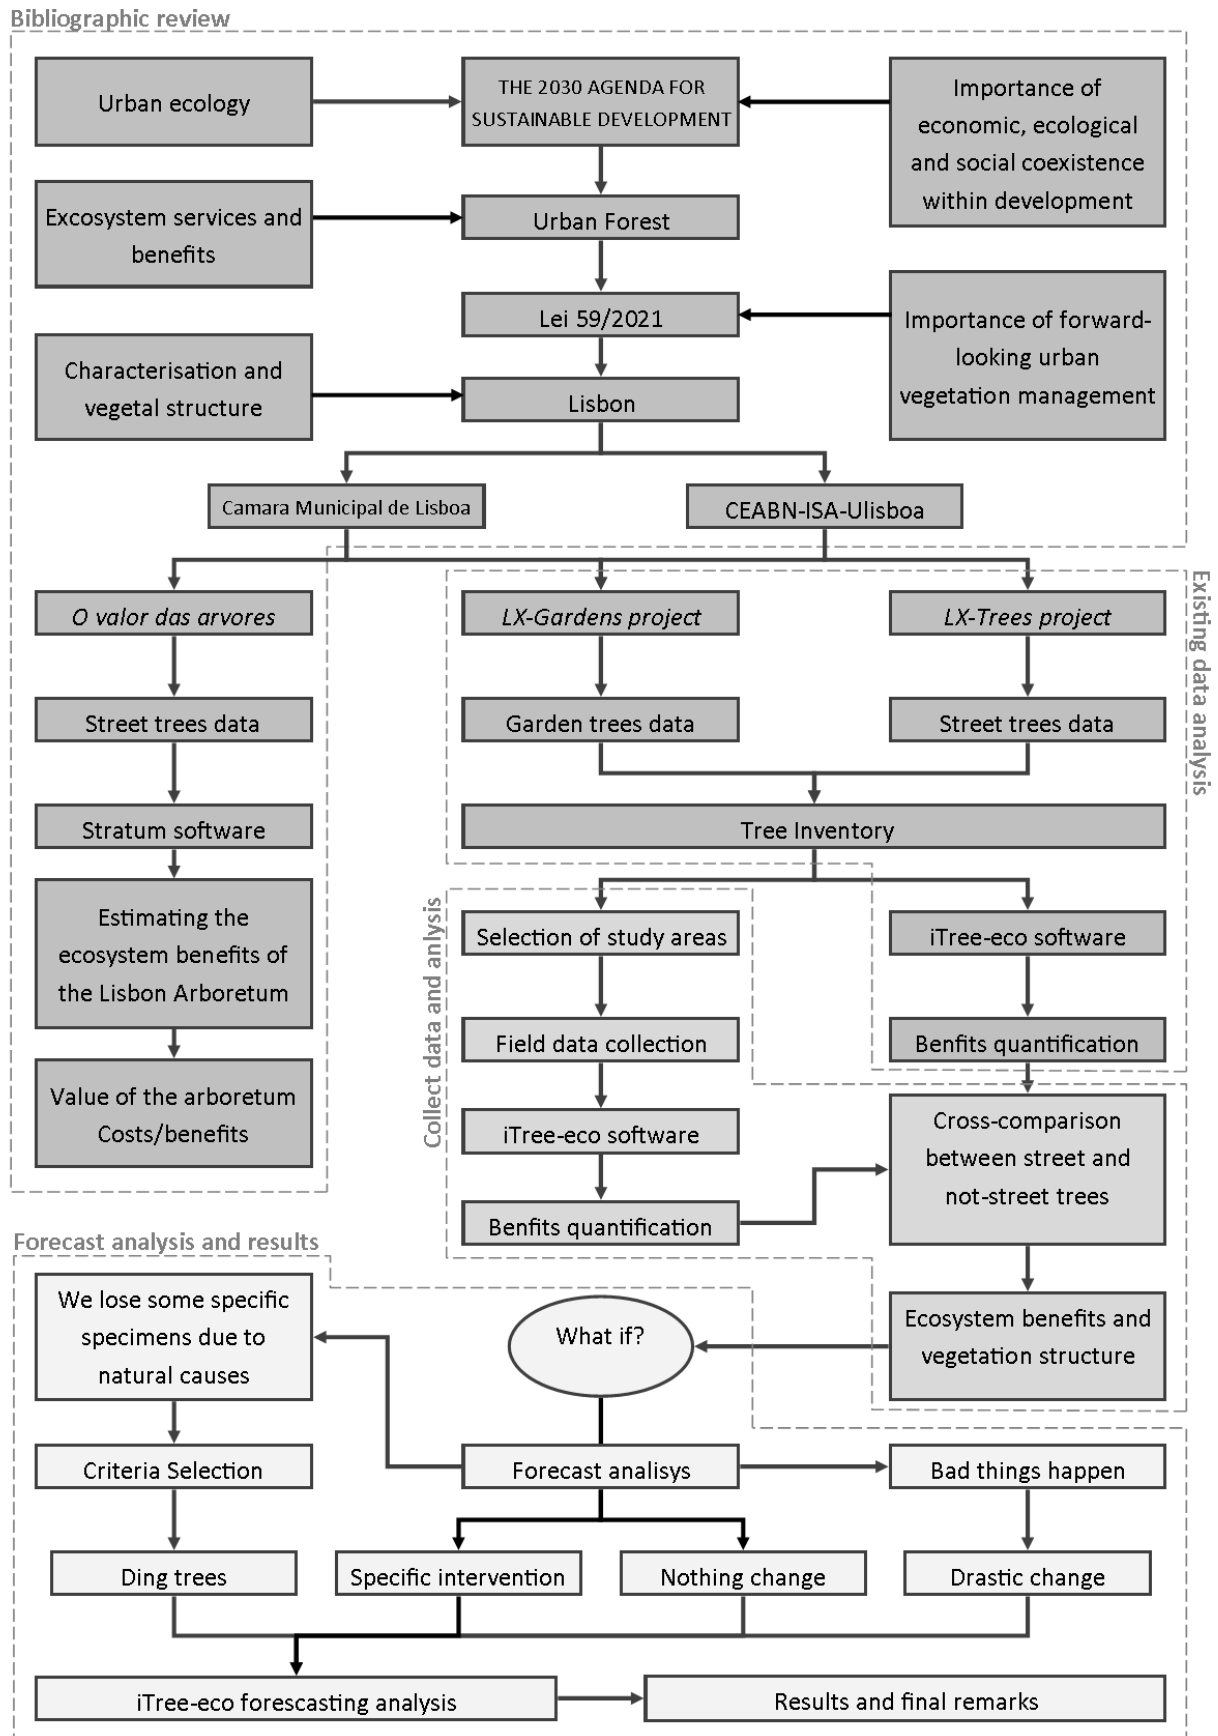 Bibliographic review
Urban ecology
THE 2030 AGENDA FOR
SUSTAINABLE DEVELOPMENT
Importance of
economic, ecological
and social coexistence
within development
Excosystem services and
benefits
Urban Forest
Lei 59/2021
Importance of forward-
looking urban
vegetation management
Characterisation and
vegetal structure
Lisbon
Camara Municipal de Lisboa
CEABN-ISA-Ulisboa
Existing data analysis
O valor das arvores
LX-Gardens project
LX-Trees project
Street trees data
Garden trees data
Street trees data
Stratum software
Tree Inventory
Estimating the
ecosystem benefits of
the Lisbon Arboretum
Value of the arboretum
Costs/benefits
Collect data and anlysis
Selection of study areas
iTree-eco software
Field data collection
Benfits quantification
iTree-eco software
Benfits quantification
Cross-comparison
between street and
not-street trees
Ecosystem benefits and
vegetation structure
Forecast analysis and results
We lose some specific
specimens due to
natural causes
What if?
Criteria Selection
Forecast analisys
Bad things happen
Ding trees
Specific intervention
Nothing change
Drastic change
iTree-eco forescasting analysis
Results and final remarks